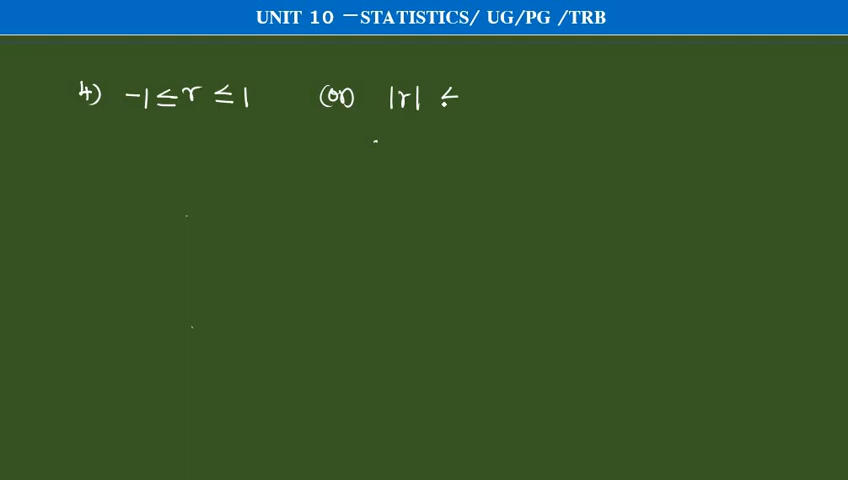 UNIT 10 －STATISTICS/ UG/PG /TRB
4) -1 ≤ r ≤ 1 (or) |r| ≤